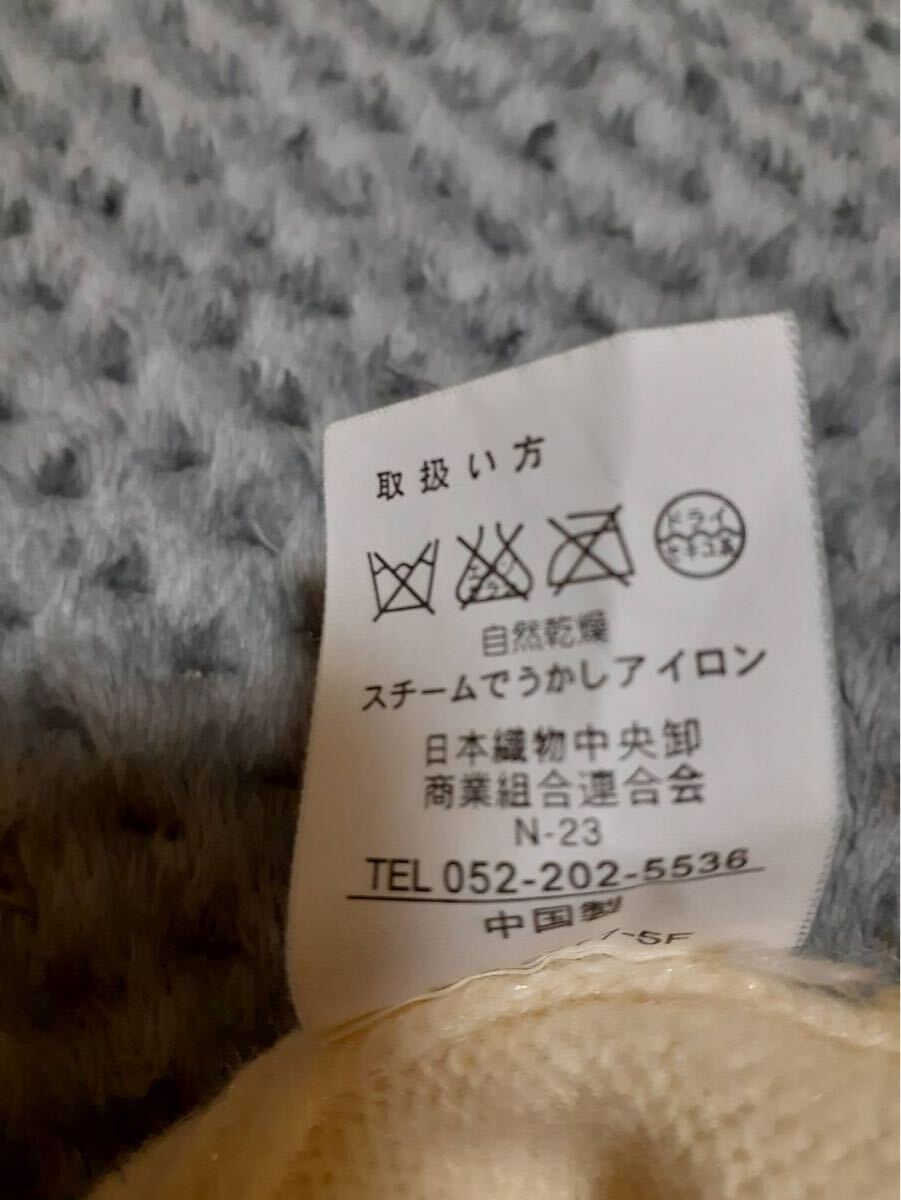 取扱い方
ドライ
セキユ系
自然乾燥
スチームでうかしアイロン
日本織物中央卸
商業組合連合会
N-23
TEL 052-202-5536
中国製
-5F